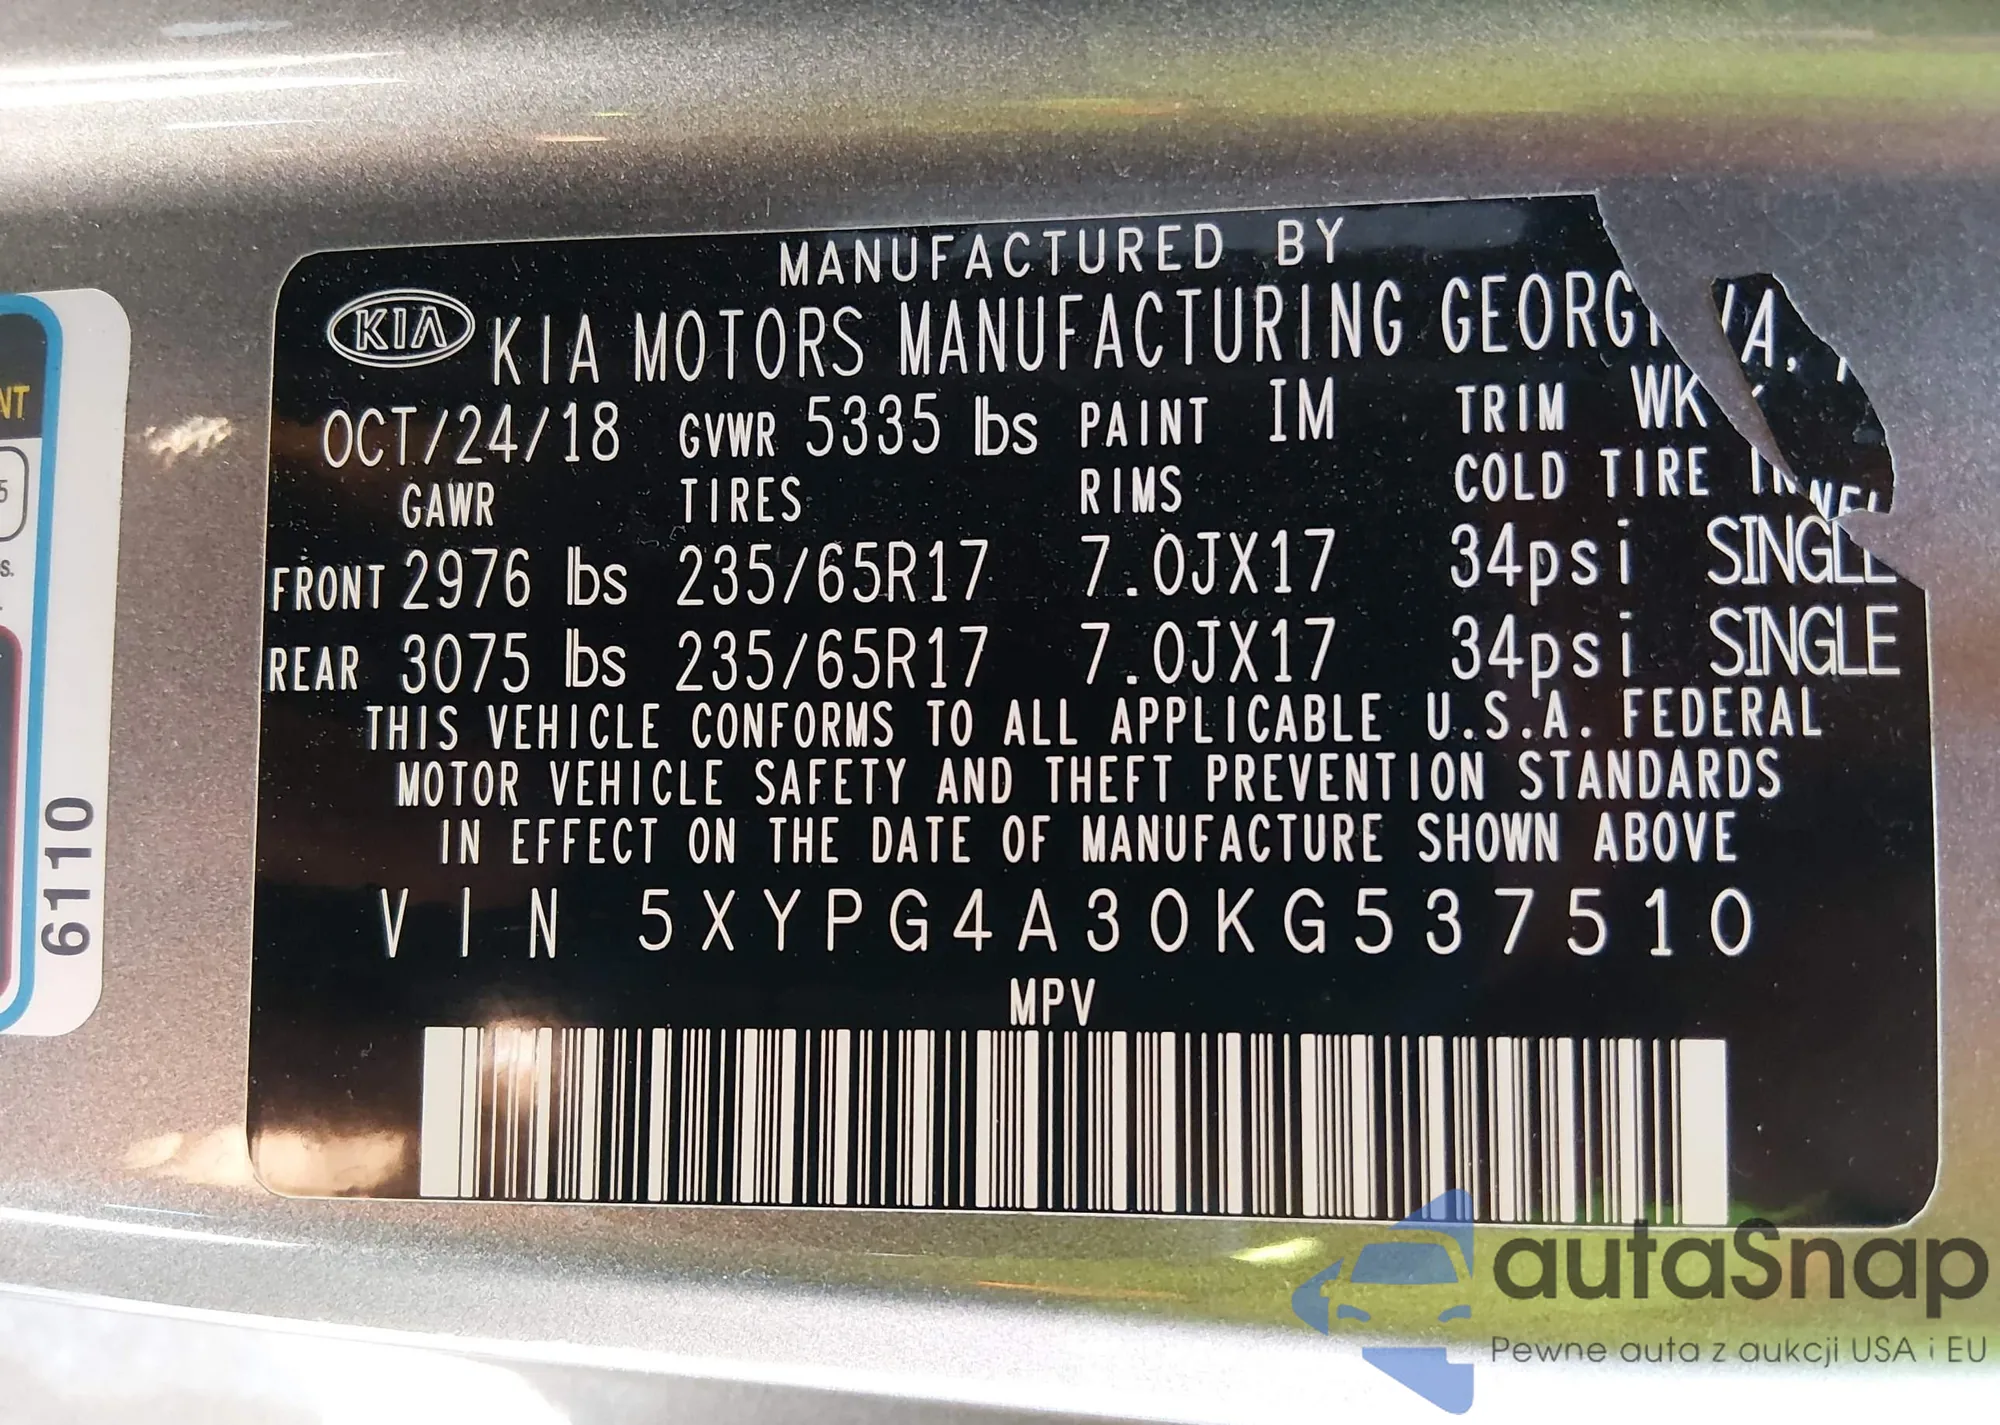 MANUFACTURED BY
KIA KIA MOTORS MANUFACTURING GEORGIA,
OCT/24/18 GVWR 5335 lbs PAINT IM TRIM WK
GAWR TIRES RIMS COLD TIRE
FRONT 2976 lbs 235/65R17 7.0JX17 34psi SINGLE
REAR 3075 lbs 235/65R17 7.0JX17 34psi SINGLE
THIS VEHICLE CONFORMS TO ALL APPLICABLE U.S.A. FEDERAL
MOTOR VEHICLE SAFETY AND THEFT PREVENTION STANDARDS
IN EFFECT ON THE DATE OF MANUFACTURE SHOWN ABOVE
VIN 5XYPG4A30KG537510
MPV
6110
autaSnap
Pewne auta z aukcji USA i EU